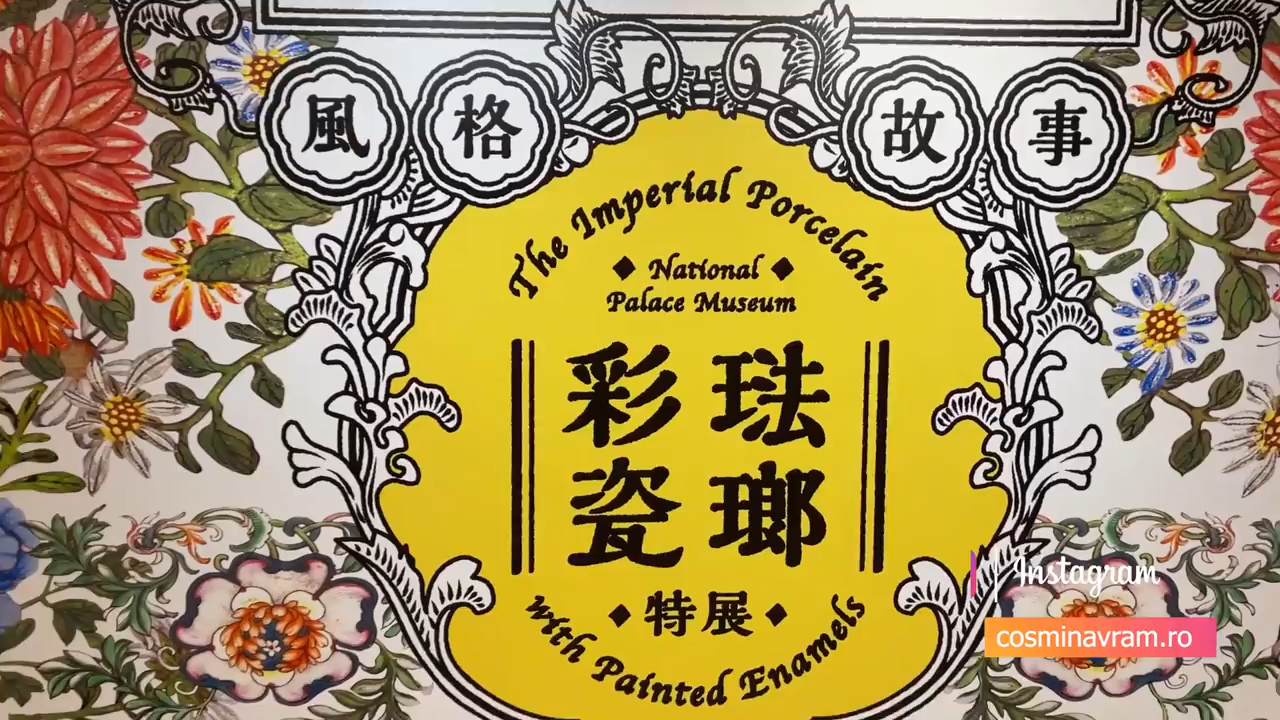 風格故事
The Imperial Porcelain
National
Palace Museum
琺瑯
彩瓷
特展
with Painted Enamels
Instagram
cosminavram.ro